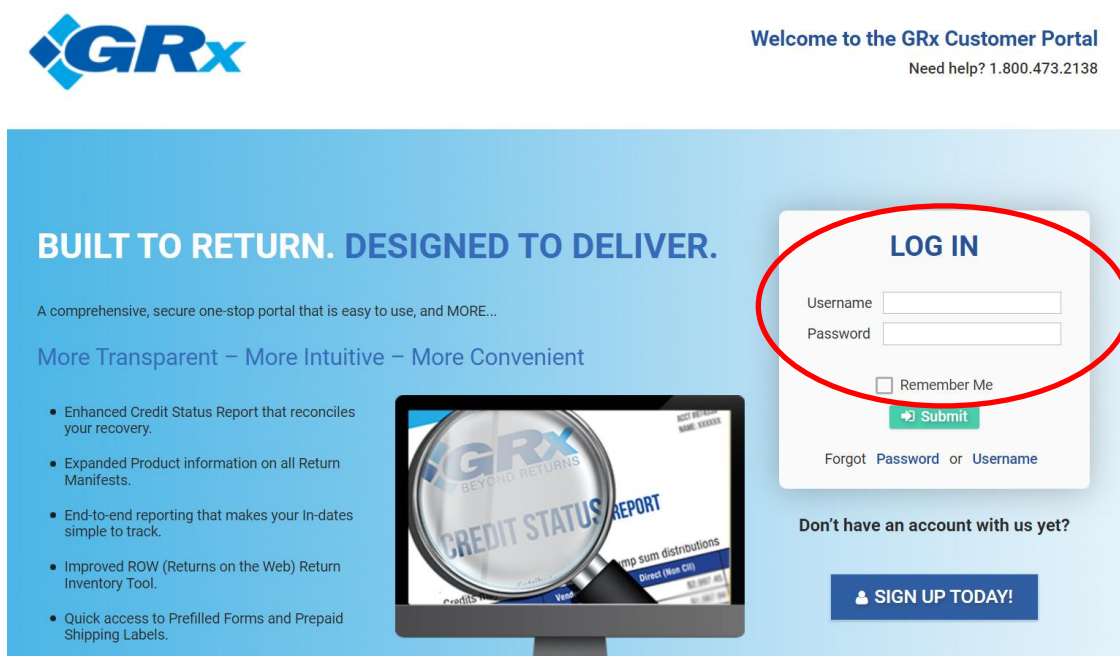 GRx
Welcome to the GRx Customer Portal
Need help? 1.800.473.2138
BUILT TO RETURN. DESIGNED TO DELIVER.
A comprehensive, secure one-stop portal that is easy to use, and MORE...
More Transparent – More Intuitive – More Convenient
• Enhanced Credit Status Report that reconciles
your recovery.
• Expanded Product information on all Return
Manifests.
• End-to-end reporting that makes your In-dates
simple to track.
• Improved ROW (Returns on the Web) Return
Inventory Tool.
• Quick access to Prefilled Forms and Prepaid
Shipping Labels.
GRx
BEYOND RETURNS
NAME: XXXXXX
CREDIT STATUS REPORT
sum distributions
Direct (Non CII)
LOG IN
Username
Password
Remember Me
Submit
Forgot Password or Username
Don't have an account with us yet?
SIGN UP TODAY!